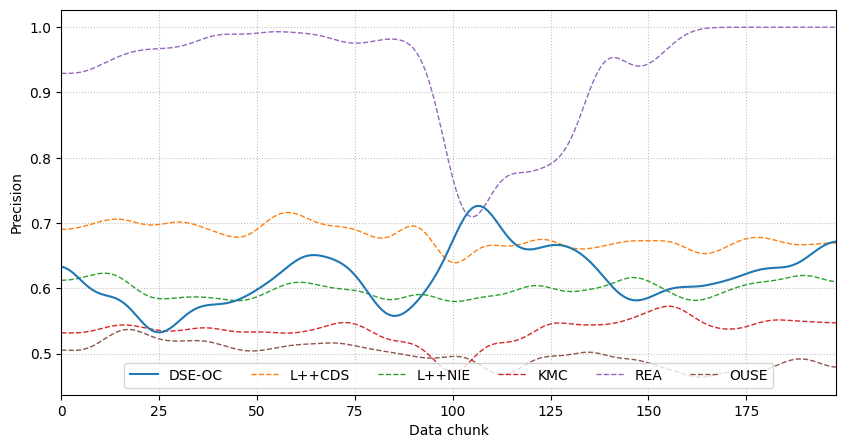 1.0
0.9
0.8
0.7
0.6
0.5
Precision
0 25 50 75 100 125 150 175
Data chunk
DSE-OC L++CDS L++NIE KMC REA OUSE